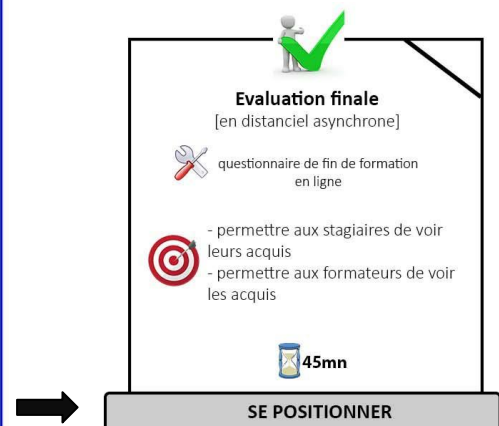 Evaluation finale
[en distanciel asynchrone]
questionnaire de fin de formation
en ligne
- permettre aux stagiaires de voir
leurs acquis
- permettre aux formateurs de voir
les acquis
45mn
SE POSITIONNER